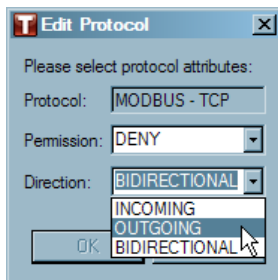 T Edit Protocol X
Please select protocol attributes:
Protocol: MODBUS - TCP
Permission: DENY
Direction: BIDIRECTIONAL
INCOMING
OUTGOING
BIDIRECTIONAL
OK